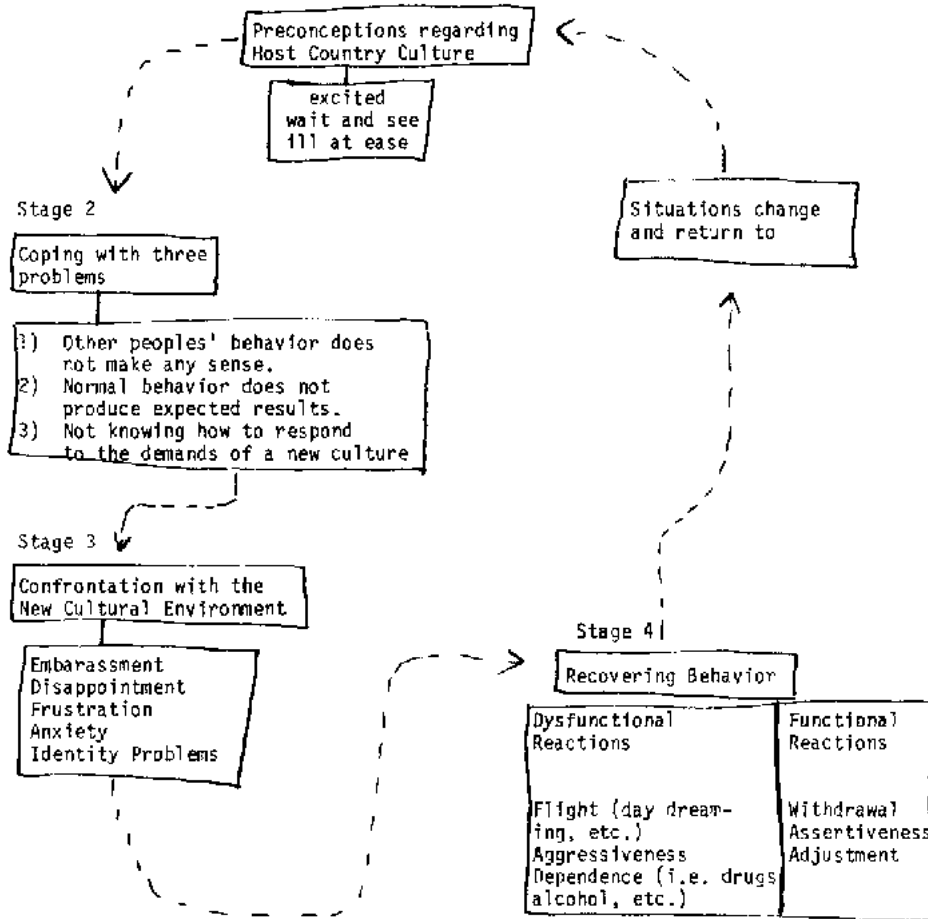 Preconceptions regarding
Host Country Culture
excited
wait and see
ill at ease
Stage 2
Coping with three
problems
1) Other peoples' behavior does
not make any sense.
2) Normal behavior does not
produce expected results.
3) Not knowing how to respond
to the demands of a new culture
Stage 3
Confrontation with the
New Cultural Environment
Embarassment
Disappointment
Frustration
Anxiety
Identity Problems
Stage 4
Recovering Behavior
Dysfunctional
Reactions
Flight (day dream-
ing, etc.)
Aggressiveness
Dependence (i.e. drugs
alcohol, etc.)
Functional
Reactions
Withdrawal
Assertiveness
Adjustment
Situations change
and return to